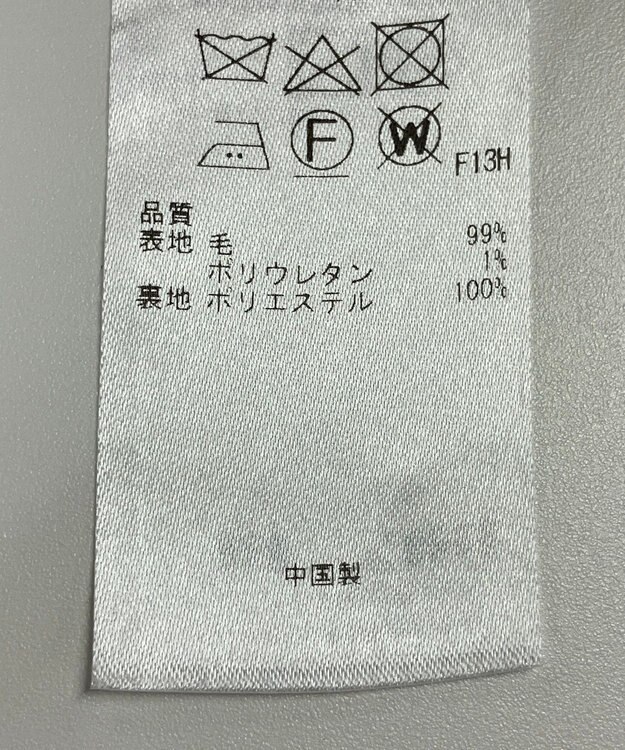 F W F13H
品質
表地 毛 99%
ポリウレタン 1%
裏地 ポリエステル 100%
中国製